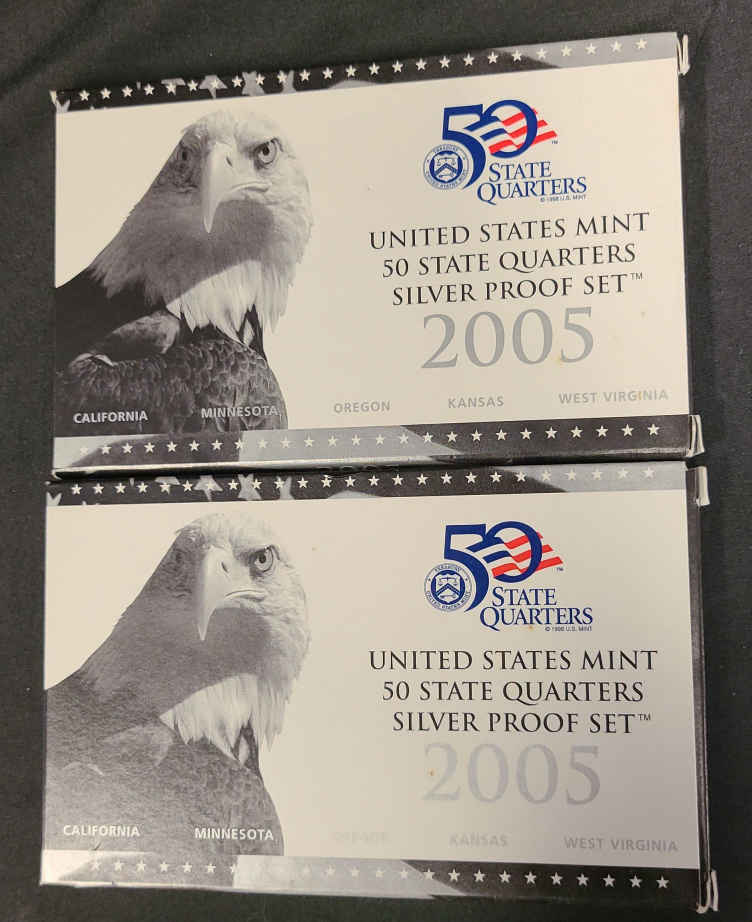 50
STATE
QUARTERS
© 1998 U.S. MINT
UNITED STATES MINT
50 STATE QUARTERS
SILVER PROOF SET™
2005
CALIFORNIA MINNESOTA OREGON KANSAS WEST VIRGINIA
50
STATE
QUARTERS
© 1998 U.S. MINT
UNITED STATES MINT
50 STATE QUARTERS
SILVER PROOF SET™
2005
CALIFORNIA MINNESOTA OREGON KANSAS WEST VIRGINIA